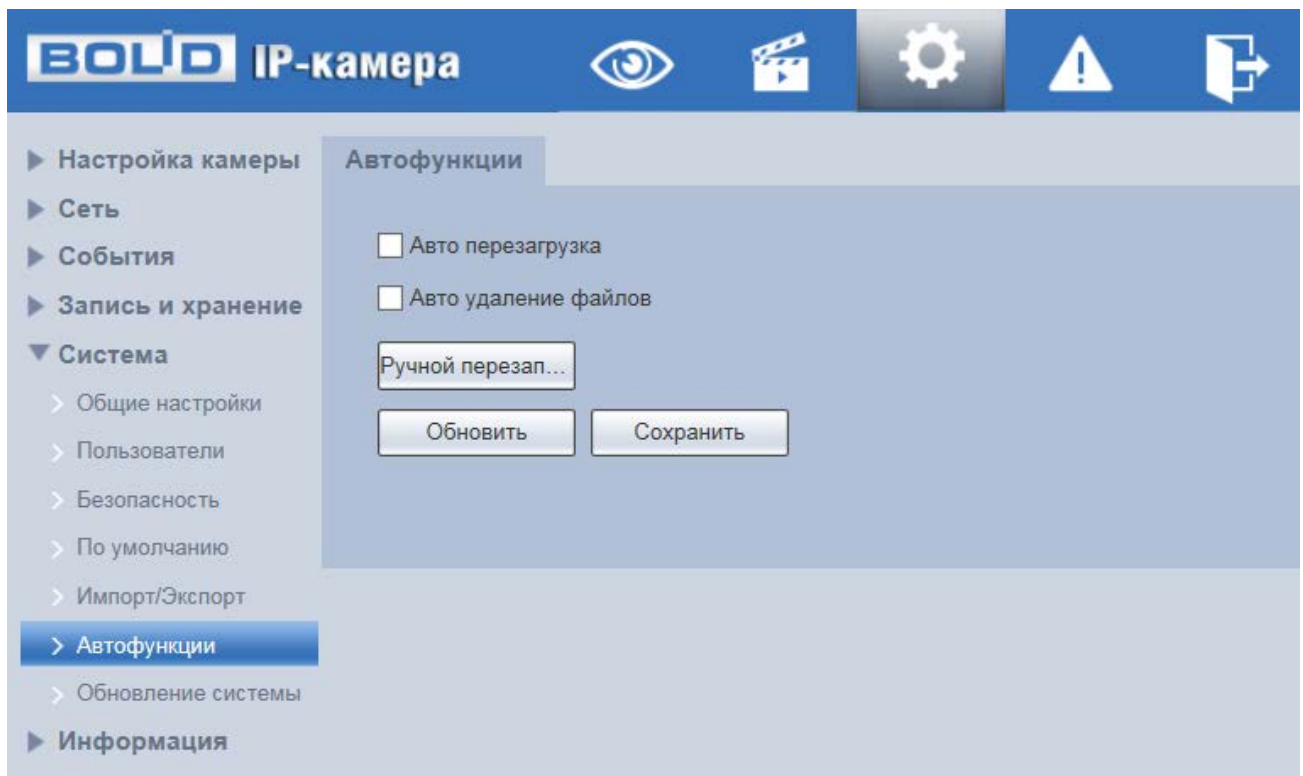 BOLID IP-камера
Настройка камеры
Автофункции
Сеть
События
Запись и хранение
Система
Общие настройки
Пользователи
Безопасность
По умолчанию
Импорт/Экспорт
Автофункции
Обновление системы
Информация
Авто перезагрузка
Авто удаление файлов
Ручной перезап...
Обновить
Сохранить